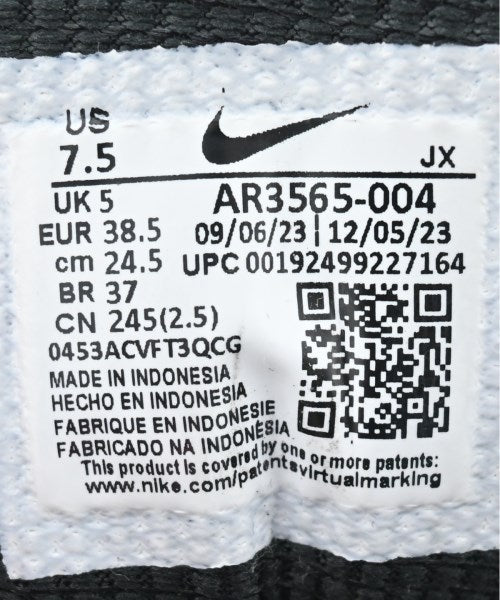 US
7.5 JX
UK 5 AR3565-004
EUR 38.5 09/06/23 | 12/05/23
cm 24.5 UPC 00192499227164
BR 37
CN 245(2.5)
0453ACVFT3QCG
MADE IN INDONESIA
HECHO EN INDONESIA
FABRIQUE EN INDONESIE
FABRICADO NA INDONÉSIA
This product is covered by one or more patents:
www.nike.com/patentsvirtualmarking